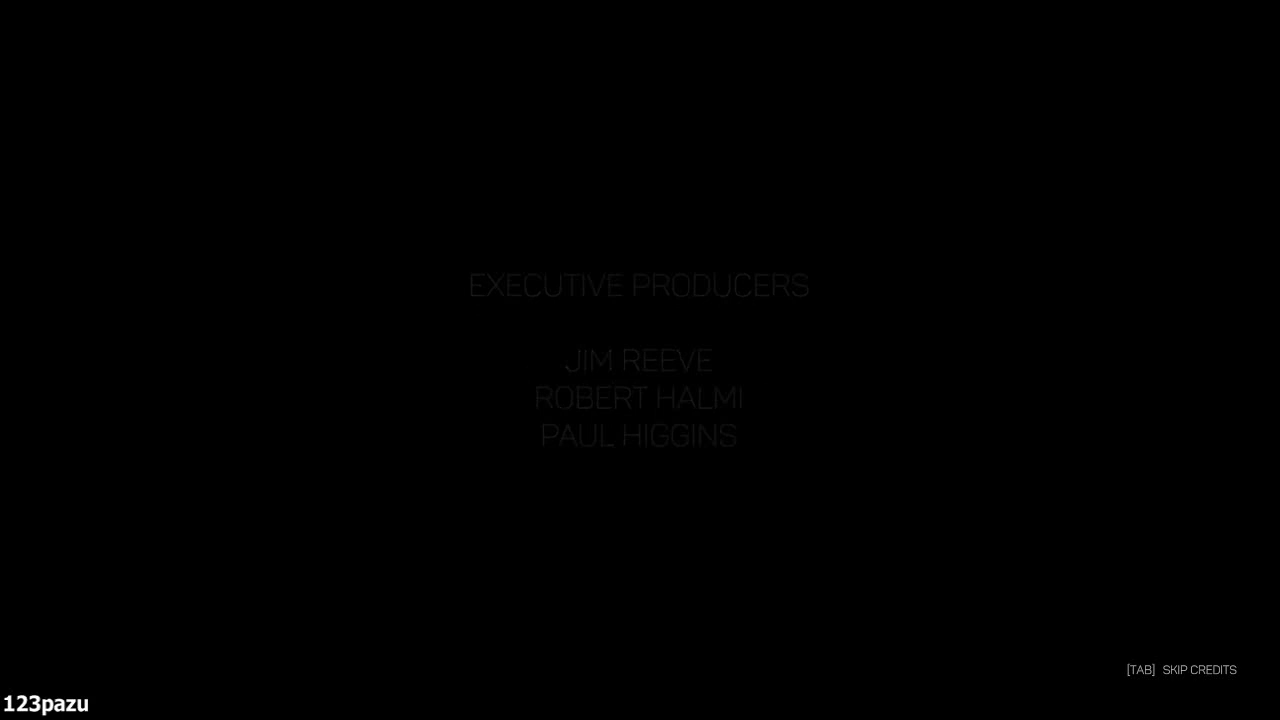 EXECUTIVE PRODUCERS
JIM REEVE
ROBERT HALMI
PAUL HIGGINS
[TAB] SKIP CREDITS
123pazu